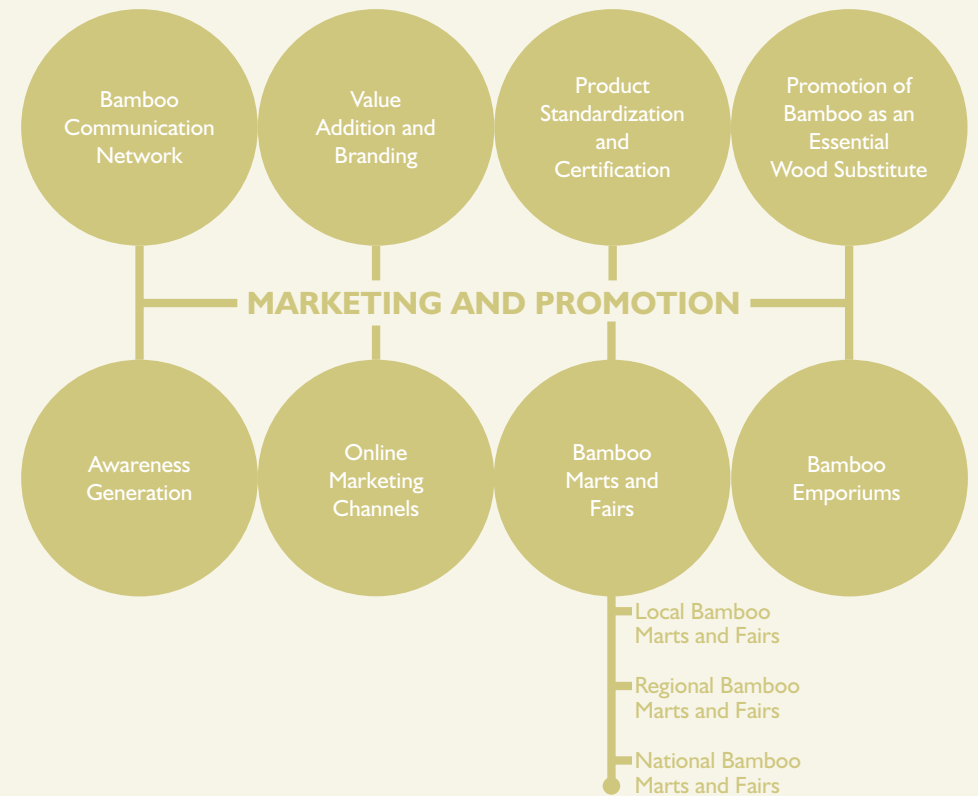 Bamboo
Communication
Network
Value
Addition and
Branding
Product
Standardization
and
Certification
Promotion of
Bamboo as an
Essential
Wood Substitute
MARKETING AND PROMOTION
Awareness
Generation
Online
Marketing
Channels
Bamboo
Marts and
Fairs
Bamboo
Emporiums
Local Bamboo
Marts and Fairs
Regional Bamboo
Marts and Fairs
National Bamboo
Marts and Fairs